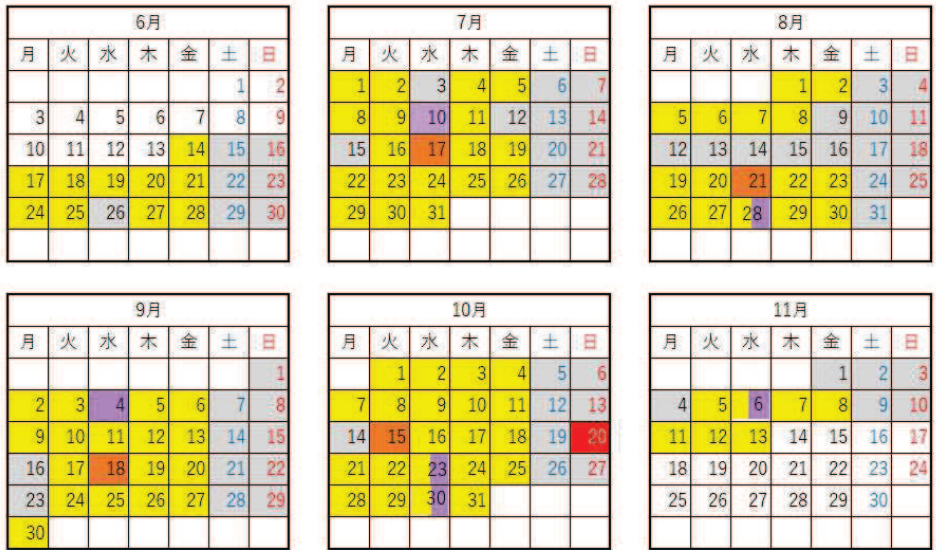 6月
月 火 水 木 金 土 日
1 2
3 4 5 6 7 8 9
10 11 12 13 14 15 16
17 18 19 20 21 22 23
24 25 26 27 28 29 30
7月
月 火 水 木 金 土 日
1 2 3 4 5 6 7
8 9 10 11 12 13 14
15 16 17 18 19 20 21
22 23 24 25 26 27 28
29 30 31
8月
月 火 水 木 金 土 日
1 2 3 4
5 6 7 8 9 10 11
12 13 14 15 16 17 18
19 20 21 22 23 24 25
26 27 28 29 30 31
9月
月 火 水 木 金 土 日
1
2 3 4 5 6 7 8
9 10 11 12 13 14 15
16 17 18 19 20 21 22
23 24 25 26 27 28 29
30
10月
月 火 水 木 金 土 日
1 2 3 4 5 6
7 8 9 10 11 12 13
14 15 16 17 18 19 20
21 22 23 24 25 26 27
28 29 30 31
11月
月 火 水 木 金 土 日
1 2 3
4 5 6 7 8 9 10
11 12 13 14 15 16 17
18 19 20 21 22 23 24
25 26 27 28 29 30